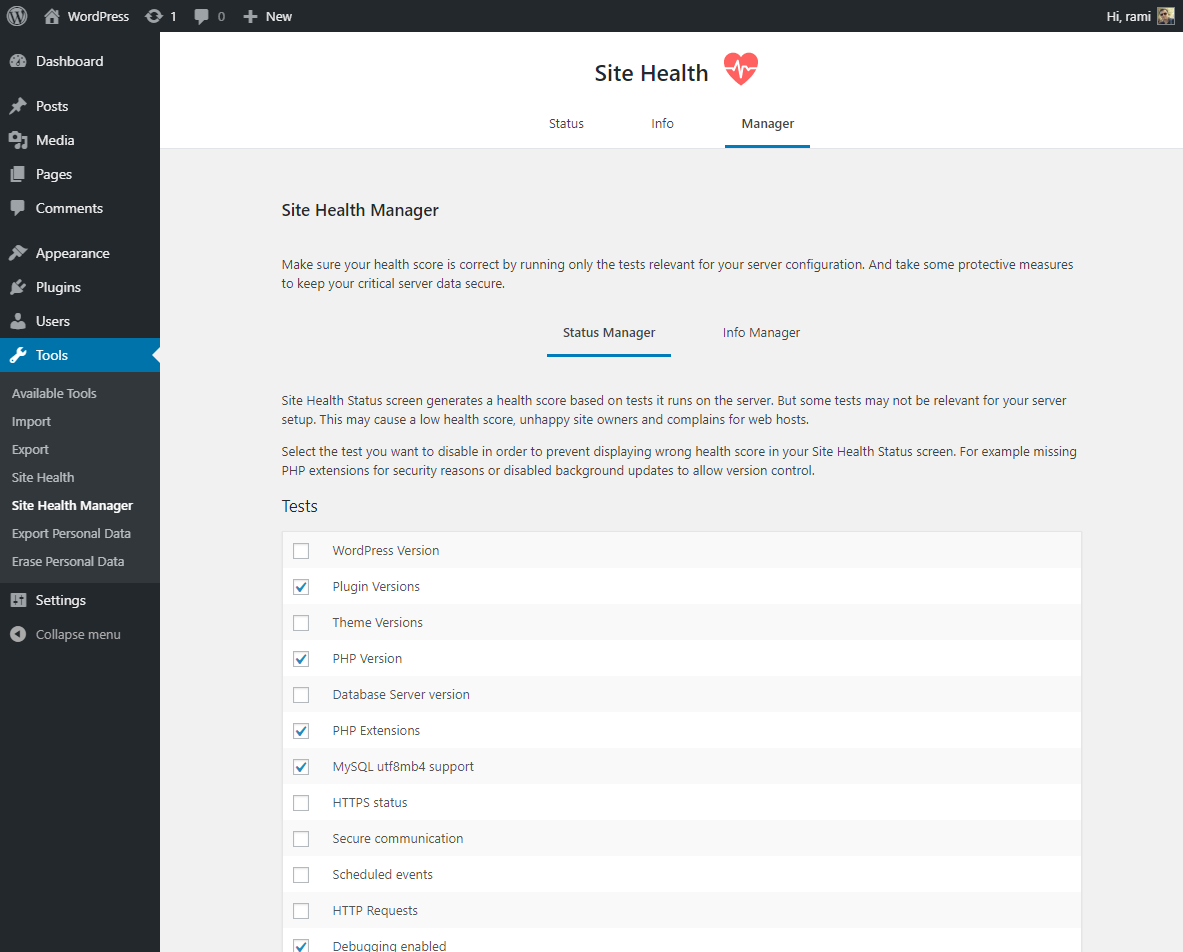 WordPress 1 0 New Hi, rami
Dashboard
Posts
Media
Pages
Comments
Appearance
Plugins
Users
Tools
Available Tools
Import
Export
Site Health
Site Health Manager
Export Personal Data
Erase Personal Data
Settings
Collapse menu
Site Health
Status Info Manager
Site Health Manager
Make sure your health score is correct by running only the tests relevant for your server configuration. And take some protective measures
to keep your critical server data secure.
Status Manager Info Manager
Site Health Status screen generates a health score based on tests it runs on the server. But some tests may not be relevant for your server
setup. This may cause a low health score, unhappy site owners and complains for web hosts.
Select the test you want to disable in order to prevent displaying wrong health score in your Site Health Status screen. For example missing
PHP extensions for security reasons or disabled background updates to allow version control.
Tests
WordPress Version
Plugin Versions
Theme Versions
PHP Version
Database Server version
PHP Extensions
MySQL utf8mb4 support
HTTPS status
Secure communication
Scheduled events
HTTP Requests
Debugging enabled